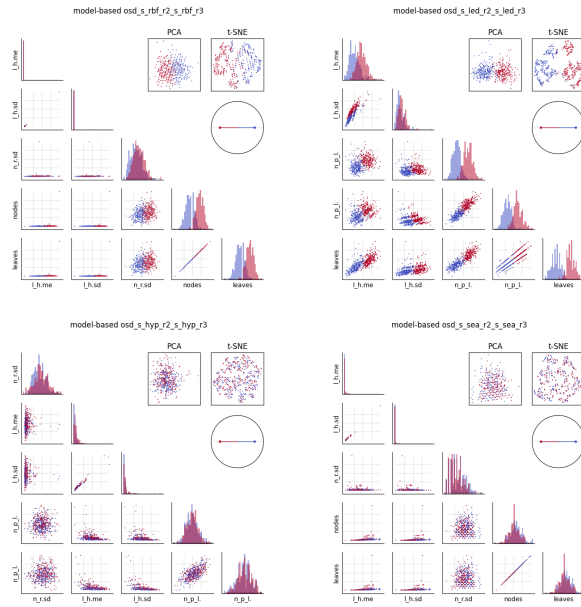 model-based osd_s_rbf_r2_s_rbf_r3
PCA
t-SNE
l_h.me
l_h.sd
n_r.sd
nodes
leaves
l_h.me
l_h.sd
n_r.sd
nodes
leaves
model-based osd_s_led_r2_s_led_r3
PCA
t-SNE
l_h.me
l_h.sd
n_p_l.
n_p_l.
leaves
l_h.me
l_h.sd
n_p_l.
n_p_l.
leaves
model-based osd_s_hyp_r2_s_hyp_r3
PCA
t-SNE
n_r.sd
l_h.me
l_h.sd
n_p_l.
n_p_l.
n_r.sd
l_h.me
l_h.sd
n_p_l.
n_p_l.
model-based osd_s_sea_r2_s_sea_r3
PCA
t-SNE
l_h.me
l_h.sd
n_r.sd
nodes
leaves
l_h.me
l_h.sd
n_r.sd
nodes
leaves